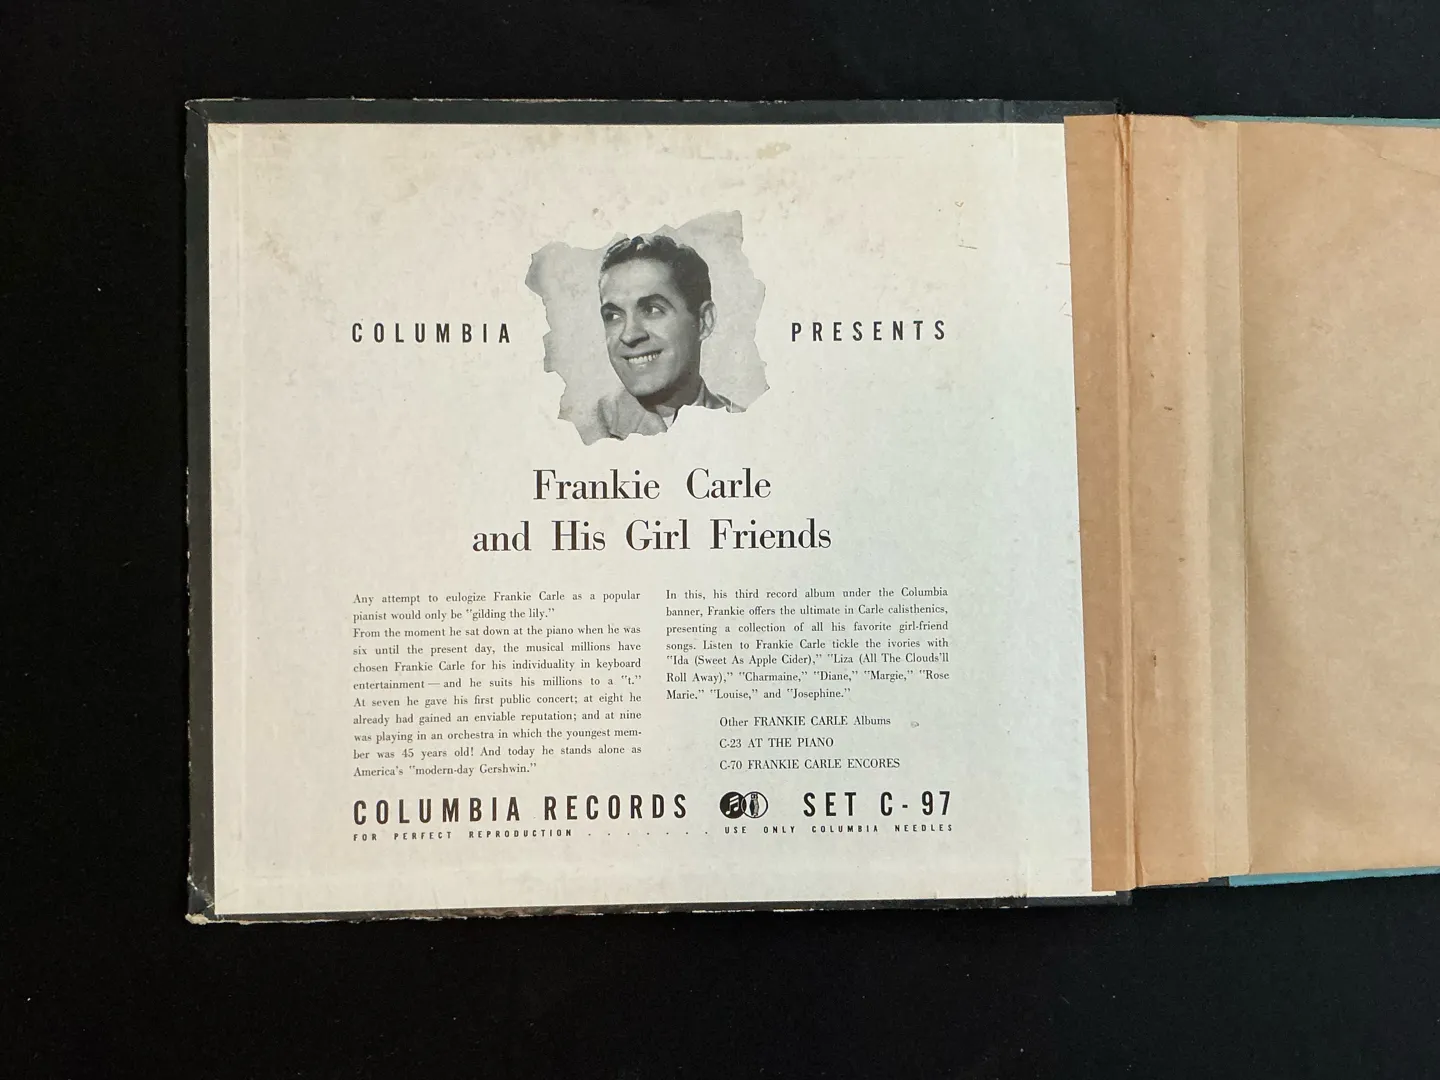 COLUMBIA PRESENTS
Frankie Carle
and His Girl Friends
Any attempt to eulogize Frankie Carle as a popular
pianist would only be "gilding the lily."
From the moment he sat down at the piano when he was
six until the present day, the musical millions have
chosen Frankie Carle for his individuality in keyboard
entertainment — and he suits his millions to a "t."
At seven he gave his first public concert; at eight he
already had gained an enviable reputation; and at nine
was playing in an orchestra in which the youngest mem-
ber was 45 years old! And today he stands alone as
America's "modern-day Gershwin."
In this, his third record album under the Columbia
banner, Frankie offers the ultimate in Carle calisthenics,
presenting a collection of all his favorite girl-friend
songs. Listen to Frankie Carle tickle the ivories with
"Ida (Sweet As Apple Cider)," "Liza (All The Clouds'll
Roll Away)," "Charmaine," "Diane," "Margie," "Rose
Marie," "Louise," and "Josephine."
Other FRANKIE CARLE Albums
C-23 AT THE PIANO
C-70 FRANKIE CARLE ENCORES
COLUMBIA RECORDS SET C-97
FOR PERFECT REPRODUCTION . . . . . . . USE ONLY COLUMBIA NEEDLES